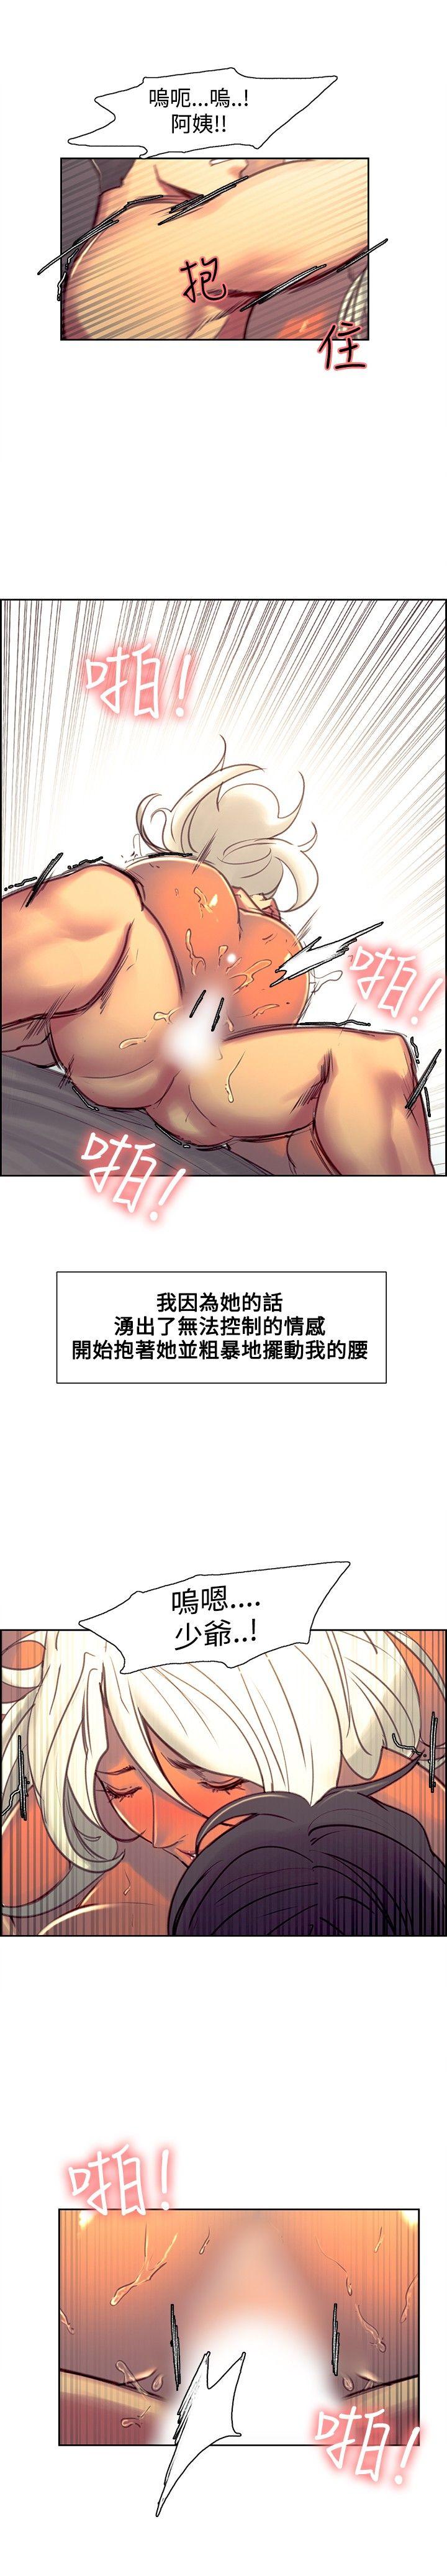 嗚呃...嗚..!
阿姨!!
抱
住
啪!
啪!
啪!
我因為她的話
湧出了無法控制的情感
開始抱著她並粗暴地擺動我的腰
嗚嗯....
少爺..!
啪!
啪!